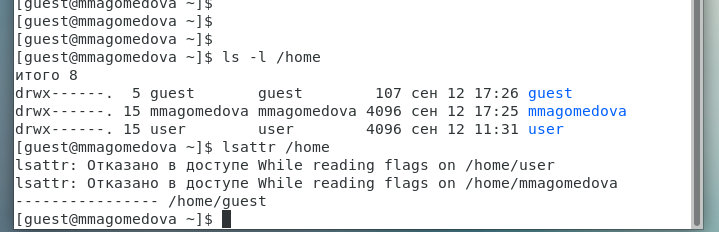 [guest@mmagomedova ~]$
[guest@mmagomedova ~]$
[guest@mmagomedova ~]$
[guest@mmagomedova ~]$ ls -l /home
итого 8
drwx------.  5 guest       guest        107 сен 12 17:26 guest
drwx------. 15 mmagomedova mmagomedova 4096 сен 12 17:25 mmagomedova
drwx------. 15 user        user        4096 сен 12 11:31 user
[guest@mmagomedova ~]$ lsattr /home
lsattr: Отказано в доступе While reading flags on /home/user
lsattr: Отказано в доступе While reading flags on /home/mmagomedova
---------------- /home/guest
[guest@mmagomedova ~]$